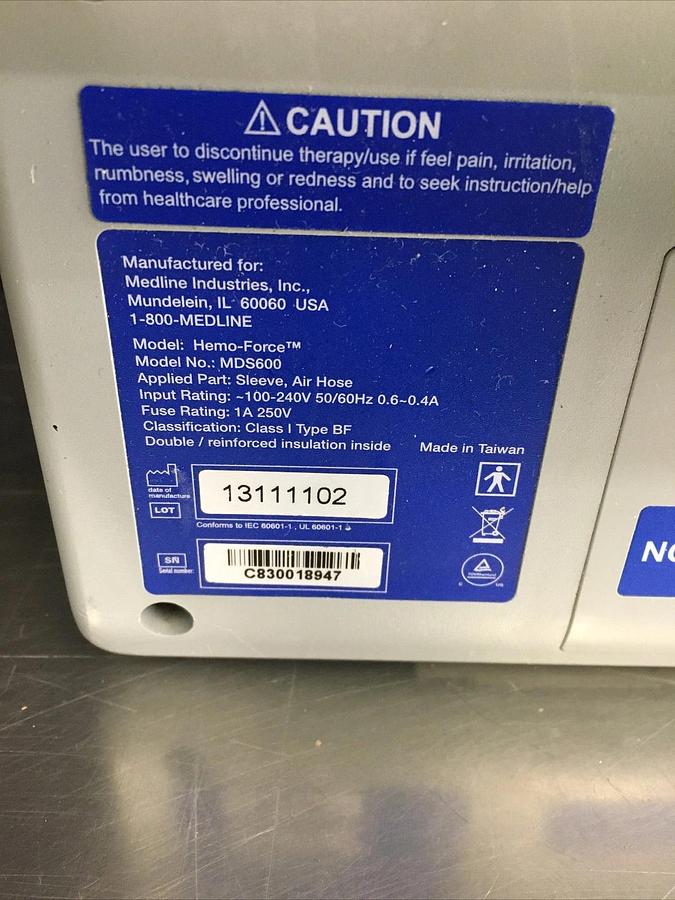 CAUTION
The user to discontinue therapy/use if feel pain, irritation,
numbness, swelling or redness and to seek instruction/help
from healthcare professional.
Manufactured for:
Medline Industries, Inc.,
Mundelein, IL 60060 USA
1-800-MEDLINE
Model: Hemo-Force™
Model No.: MDS600
Applied Part: Sleeve, Air Hose
Input Rating: ~100-240V 50/60Hz 0.6~0.4A
Fuse Rating: 1A 250V
Classification: Class I Type BF
Double / reinforced insulation inside
Made in Taiwan
date of
manufacture
LOT
13111102
Conforms to IEC 60601-1 , UL 60601-1
SN
Serial number:
C830018947
C US
NO